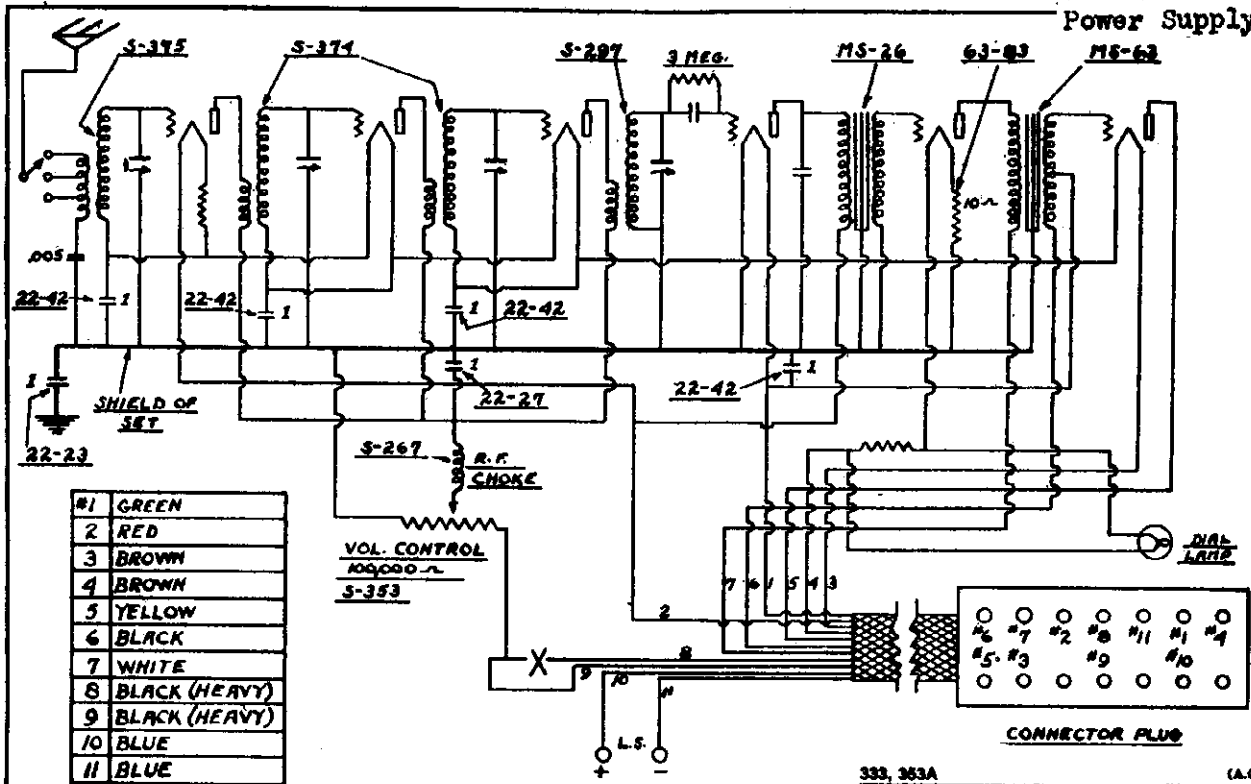 Power Supply
S-375
S-374
S-297
3 MEG.
MS-26
63-83
MS-63
10 Ω
.005
22-42
1
22-42
1
1
22-42
1
SHIELD OF
SET
22-23
1
22-27
22-42
1
S-267
R.F.
CHOKE
VOL. CONTROL
100,000 Ω
S-353
DIAL
LAMP
7 6 1 5 4 3
2
8
9
10
11
#1 GREEN
2 RED
3 BROWN
4 BROWN
5 YELLOW
6 BLACK
7 WHITE
8 BLACK (HEAVY)
9 BLACK (HEAVY)
10 BLUE
11 BLUE
#6 #7 #2 #8 #11 #1 #4
#5 #3 #9 #10
CONNECTOR PLUG
L.S.
+ -
333, 353A